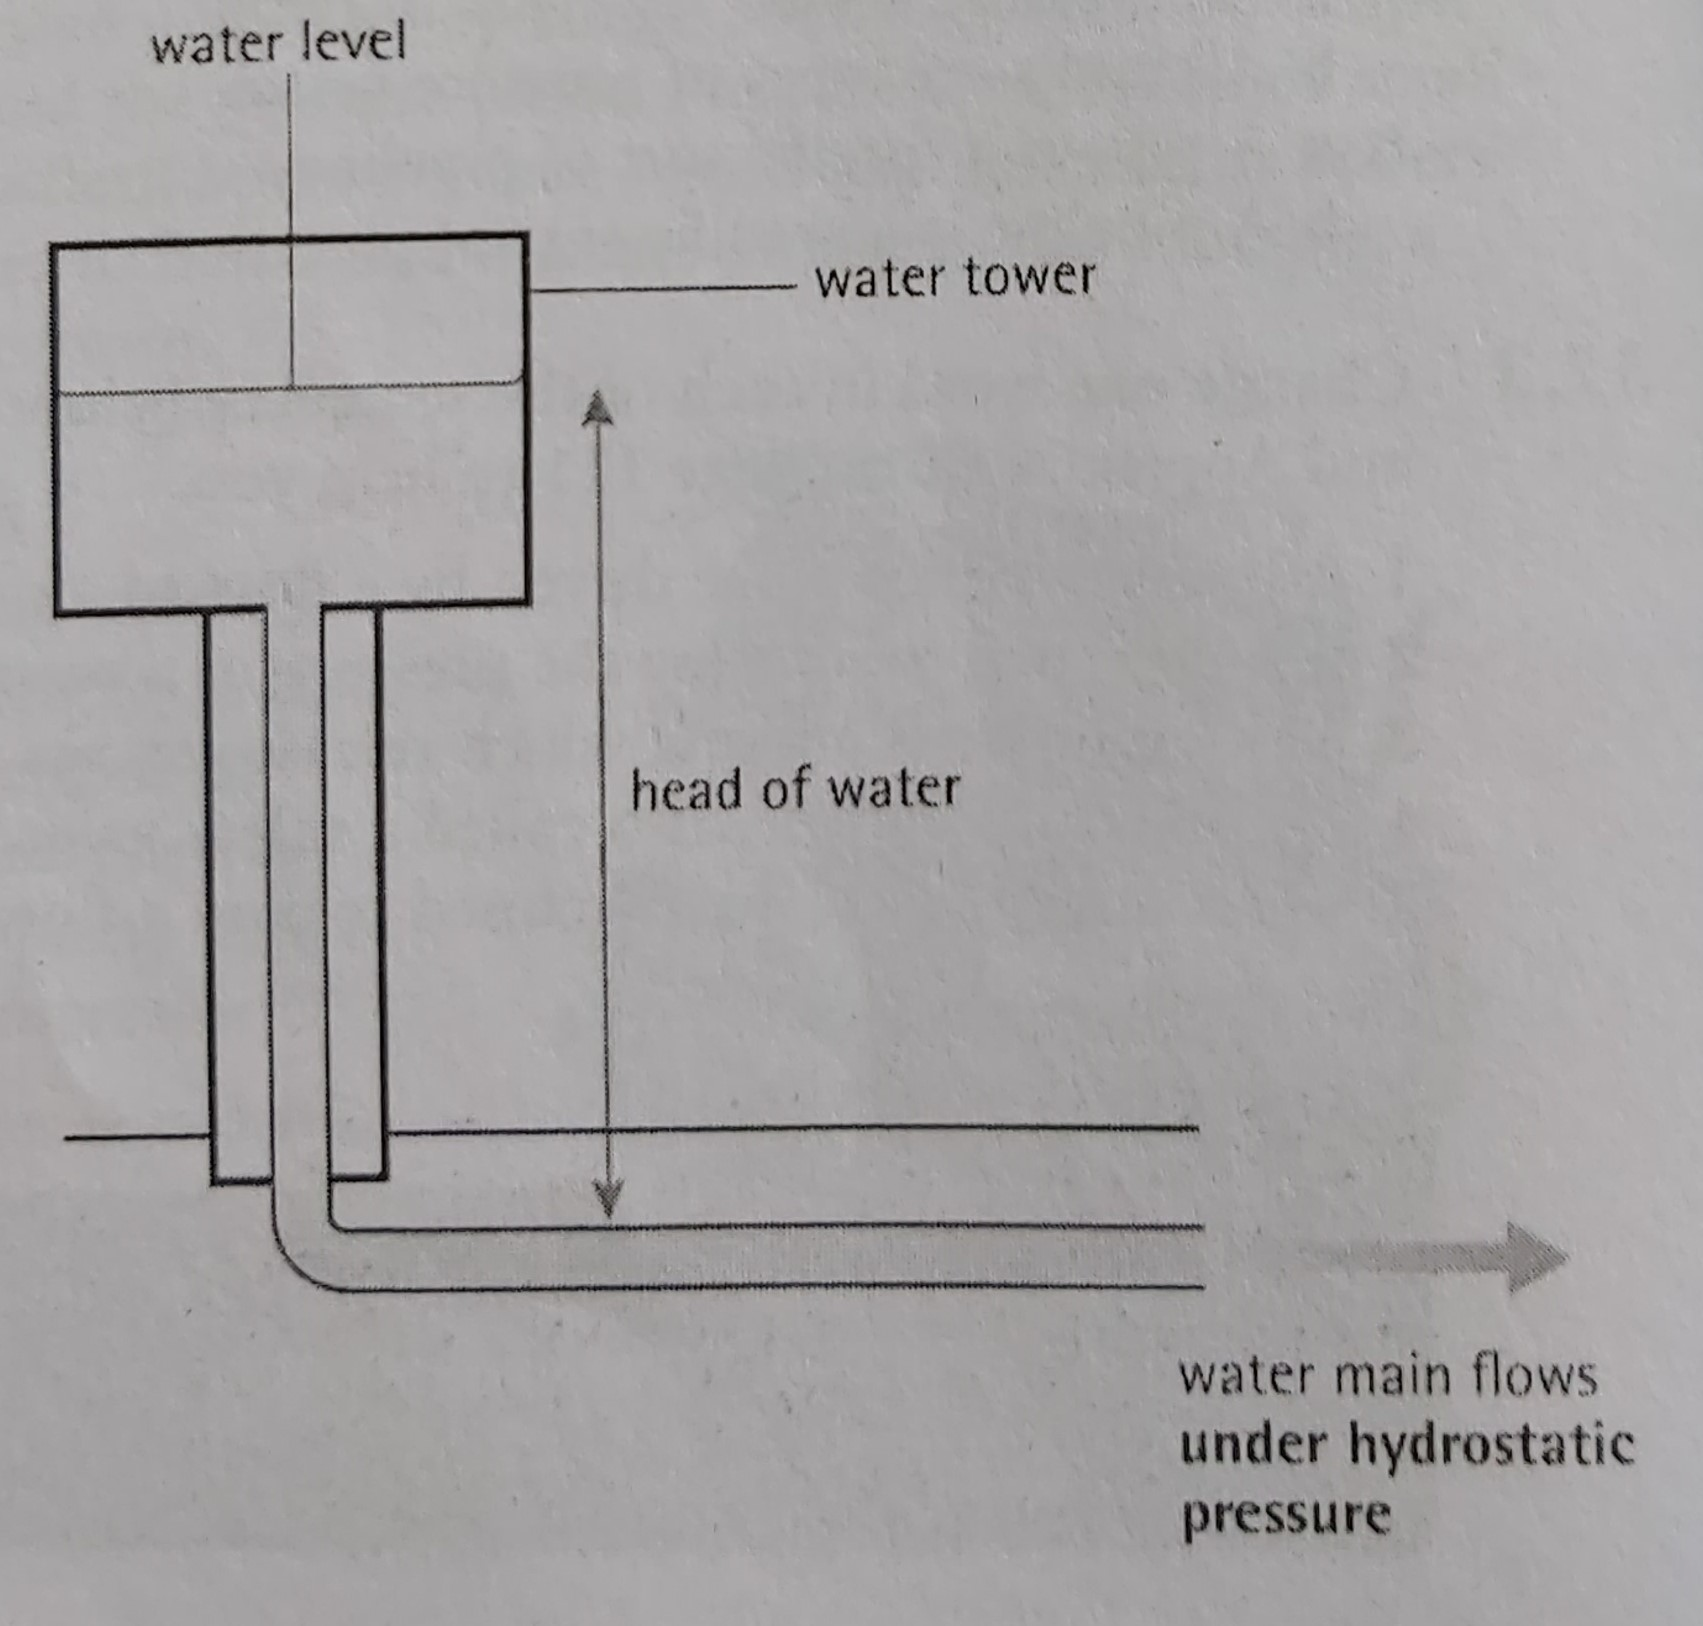 water level
water tower
head of water
water main flows
under hydrostatic
pressure